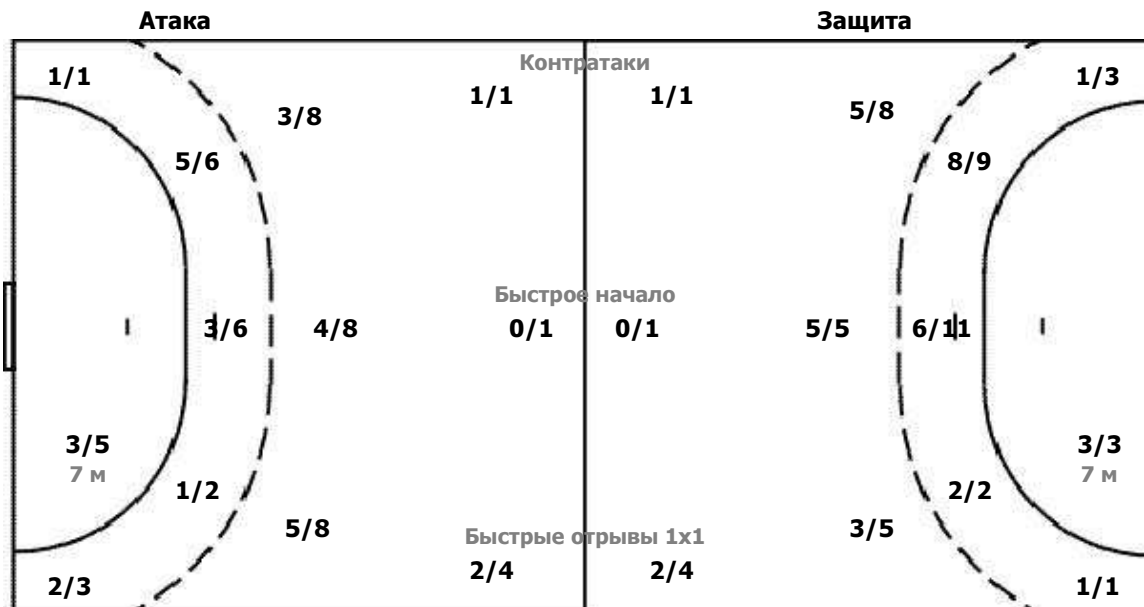 Атака Защита
Контратаки
1/1 1/3
1/1 1/1
3/8 5/8
5/6 8/9
Быстрое начало
3/6 4/8 0/1 0/1 5/5 6/11
3/5 3/3
7 м 7 м
1/2 2/2
5/8 3/5
Быстрые отрывы 1x1
2/4 2/4
2/3 1/1